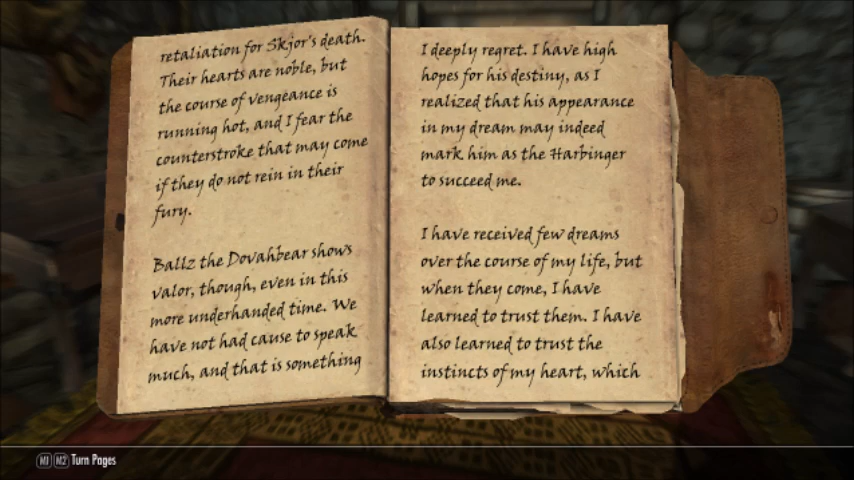 retaliation for Skjor's death.
Their hearts are noble, but
the course of vengeance is
running hot, and I fear the
counterstroke that may come
if they do not rein in their
fury.
Ballz the Dovahbear shows
valor, though, even in this
more underhanded time. We
have not had cause to speak
much, and that is something
I deeply regret. I have high
hopes for his destiny, as I
realized that his appearance
in my dream may indeed
mark him as the Harbinger
to succeed me.
I have received few dreams
over the course of my life, but
when they come, I have
learned to trust them. I have
also learned to trust the
instincts of my heart, which
M1 M2 Turn Pages